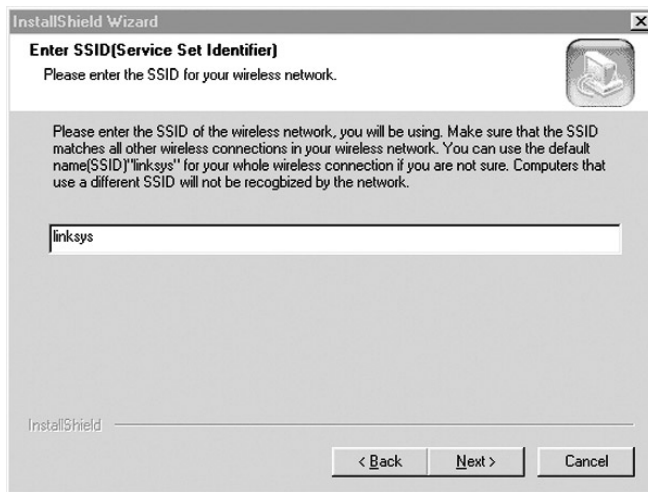 InstallShield Wizard
Enter SSID(Service Set Identifier)
Please enter the SSID for your wireless network.
Please enter the SSID of the wireless network, you will be using. Make sure that the SSID
matches all other wireless connections in your wireless network. You can use the default
name(SSID)"linksys" for your whole wireless connection if you are not sure. Computers that
use a different SSID will not be recogbized by the network.
linksys
InstallShield
< Back Next > Cancel